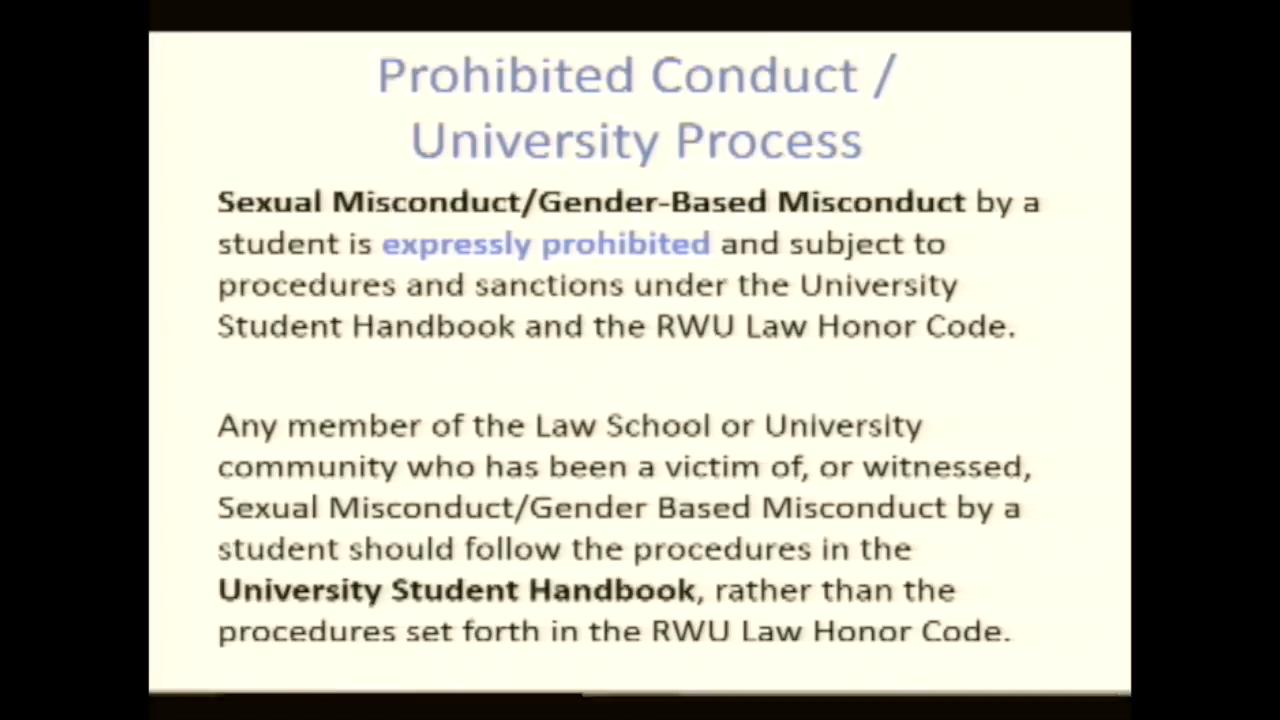 Prohibited Conduct /
University Process
Sexual Misconduct/Gender-Based Misconduct by a
student is expressly prohibited and subject to
procedures and sanctions under the University
Student Handbook and the RWU Law Honor Code.
Any member of the Law School or University
community who has been a victim of, or witnessed,
Sexual Misconduct/Gender Based Misconduct by a
student should follow the procedures in the
University Student Handbook, rather than the
procedures set forth in the RWU Law Honor Code.